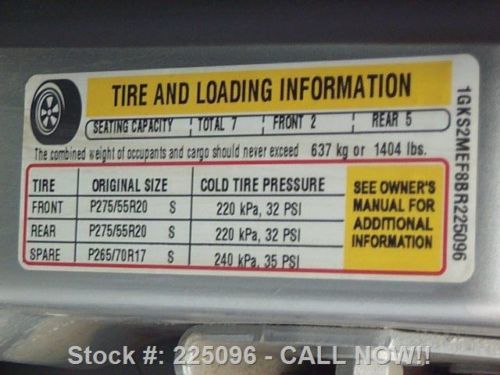 TIRE AND LOADING INFORMATION
SEATING CAPACITY TOTAL 7 FRONT 2 REAR 5
The combined weight of occupants and cargo should never exceed 637 kg or 1404 lbs.
TIRE ORIGINAL SIZE COLD TIRE PRESSURE
FRONT P275/55R20 S 220 kPa, 32 PSI
REAR P275/55R20 S 220 kPa, 32 PSI
SPARE P265/70R17 S 240 kPa, 35 PSI
SEE OWNER'S
MANUAL FOR
ADDITIONAL
INFORMATION
1GKS2MEF8BR225096
Stock #: 225096 - CALL NOW!!